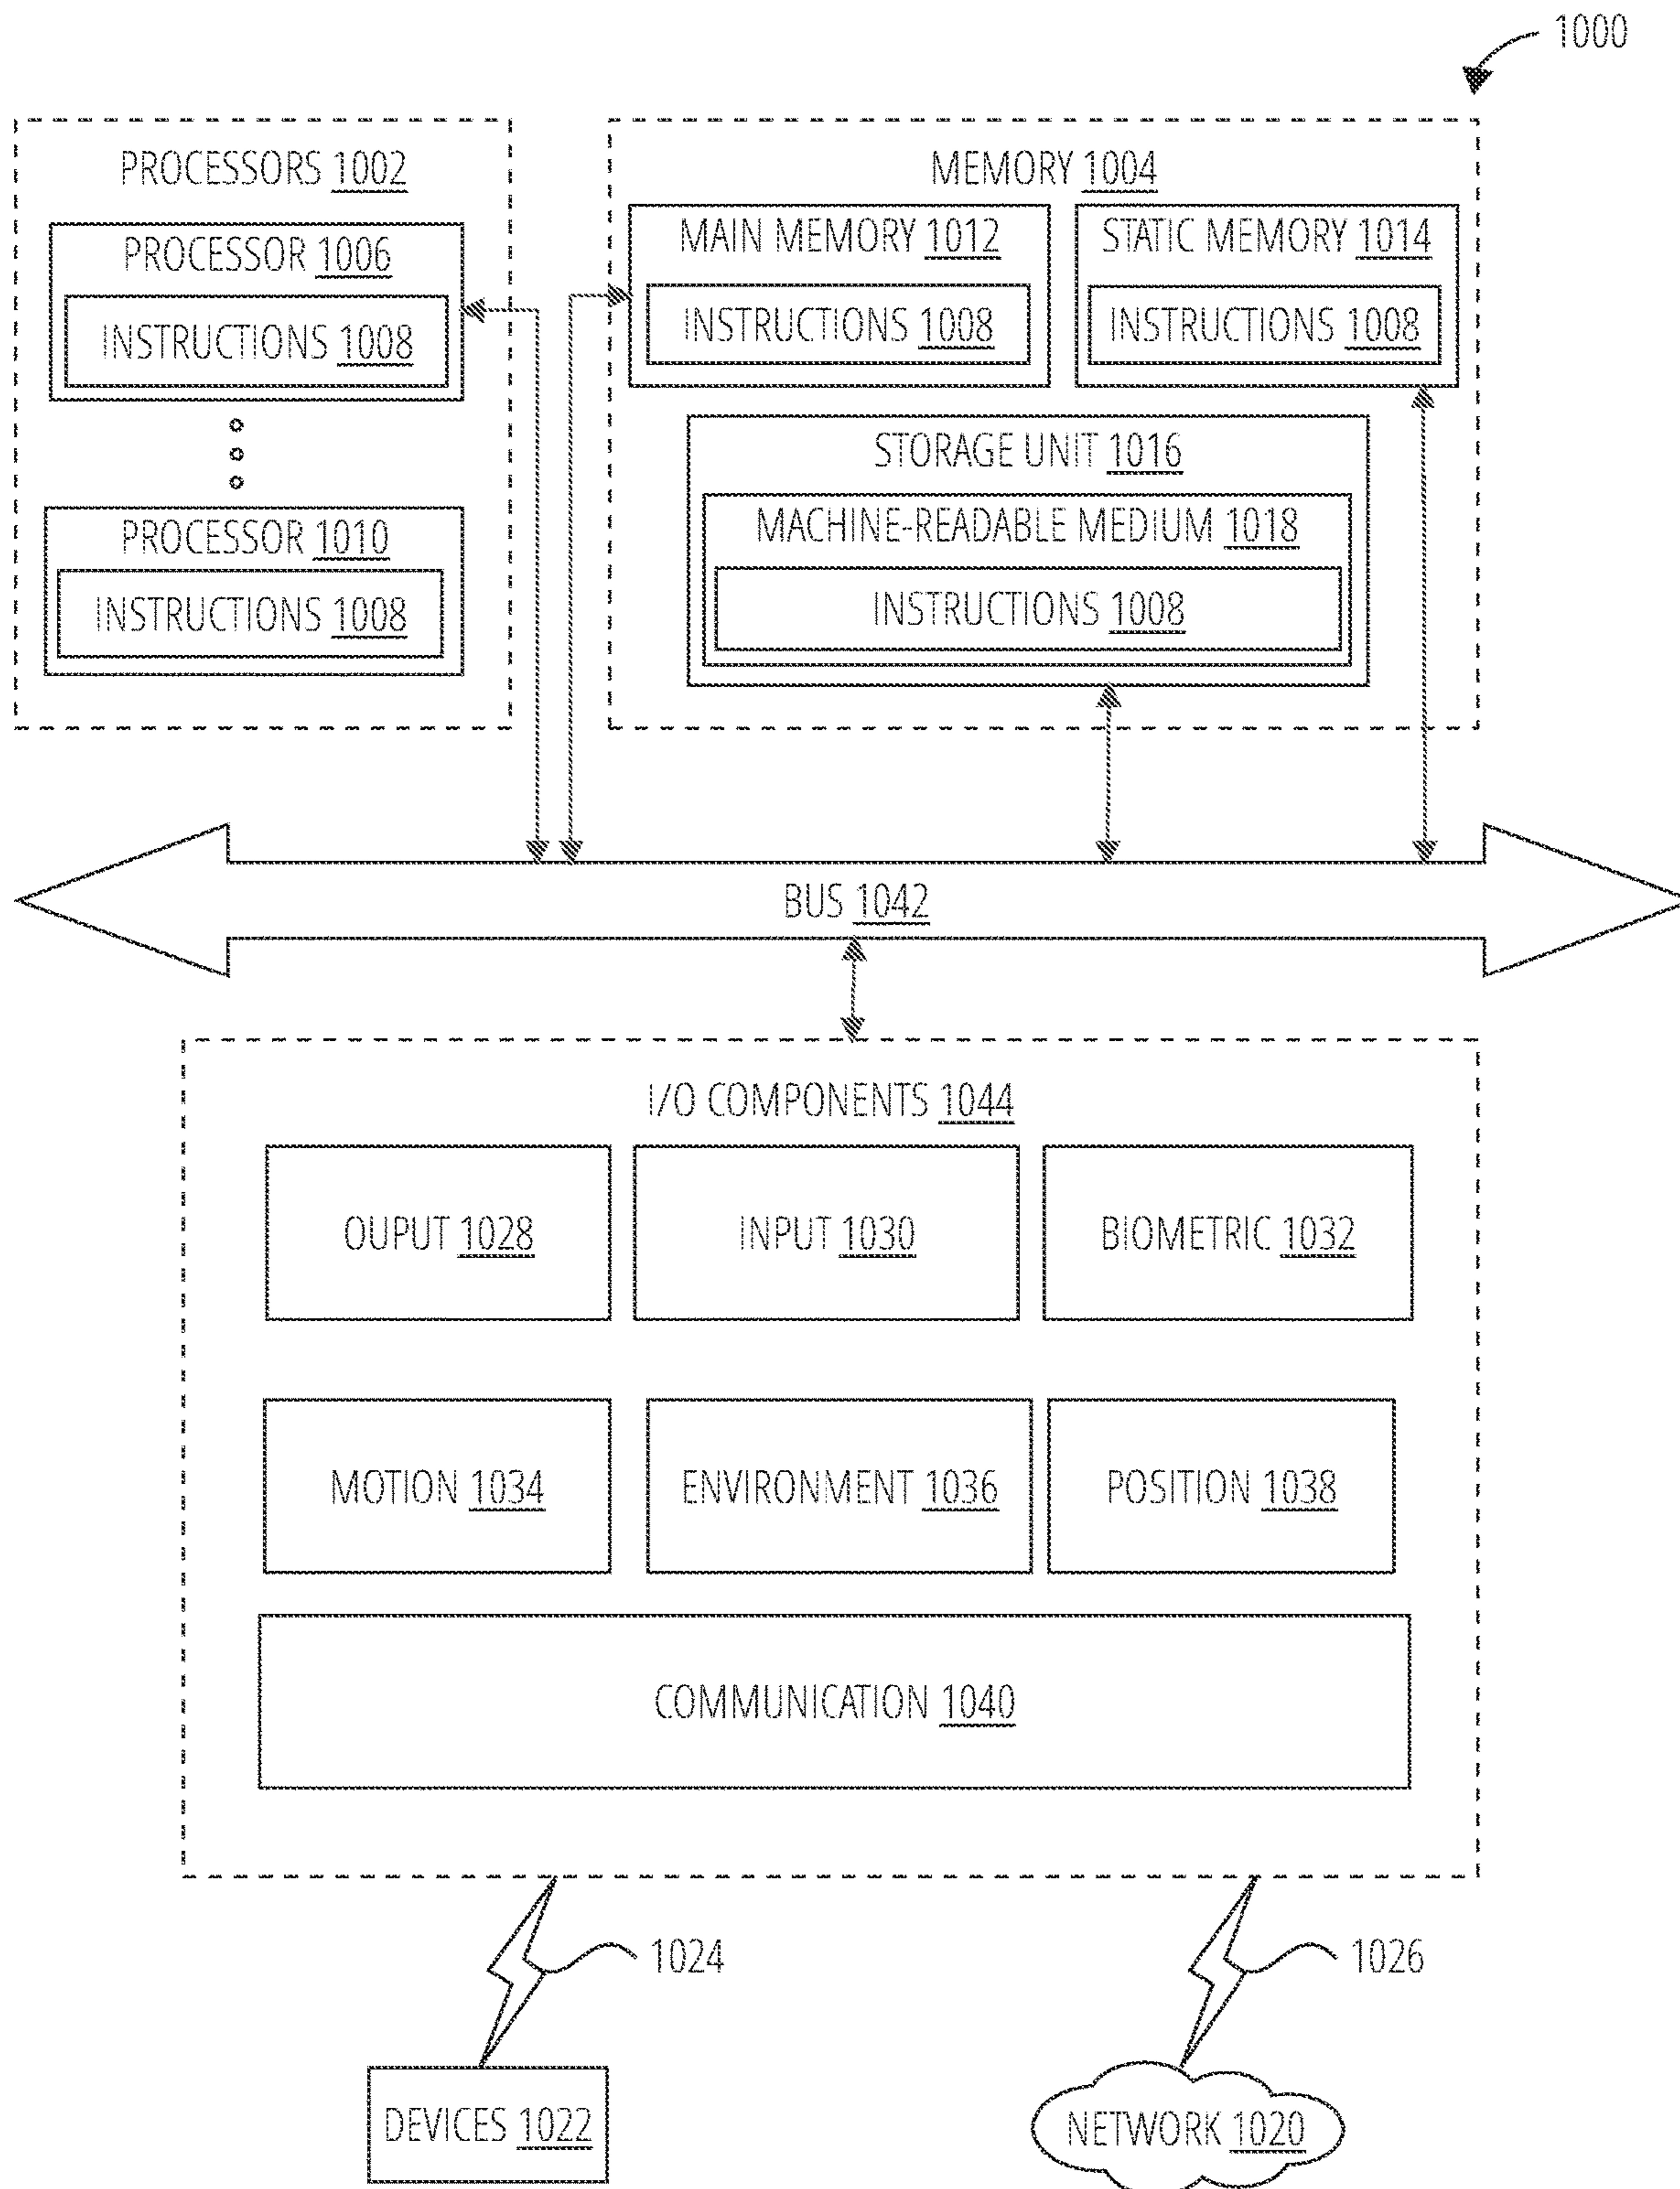 1000
PROCESSORS 1002
PROCESSOR 1006
INSTRUCTIONS 1008
PROCESSOR 1010
INSTRUCTIONS 1008
MEMORY 1004
MAIN MEMORY 1012
INSTRUCTIONS 1008
STATIC MEMORY 1014
INSTRUCTIONS 1008
STORAGE UNIT 1016
MACHINE-READABLE MEDIUM 1018
INSTRUCTIONS 1008
BUS 1042
I/O COMPONENTS 1044
OUPUT 1028
INPUT 1030
BIOMETRIC 1032
MOTION 1034
ENVIRONMENT 1036
POSITION 1038
COMMUNICATION 1040
1024
1026
DEVICES 1022
NETWORK 1020